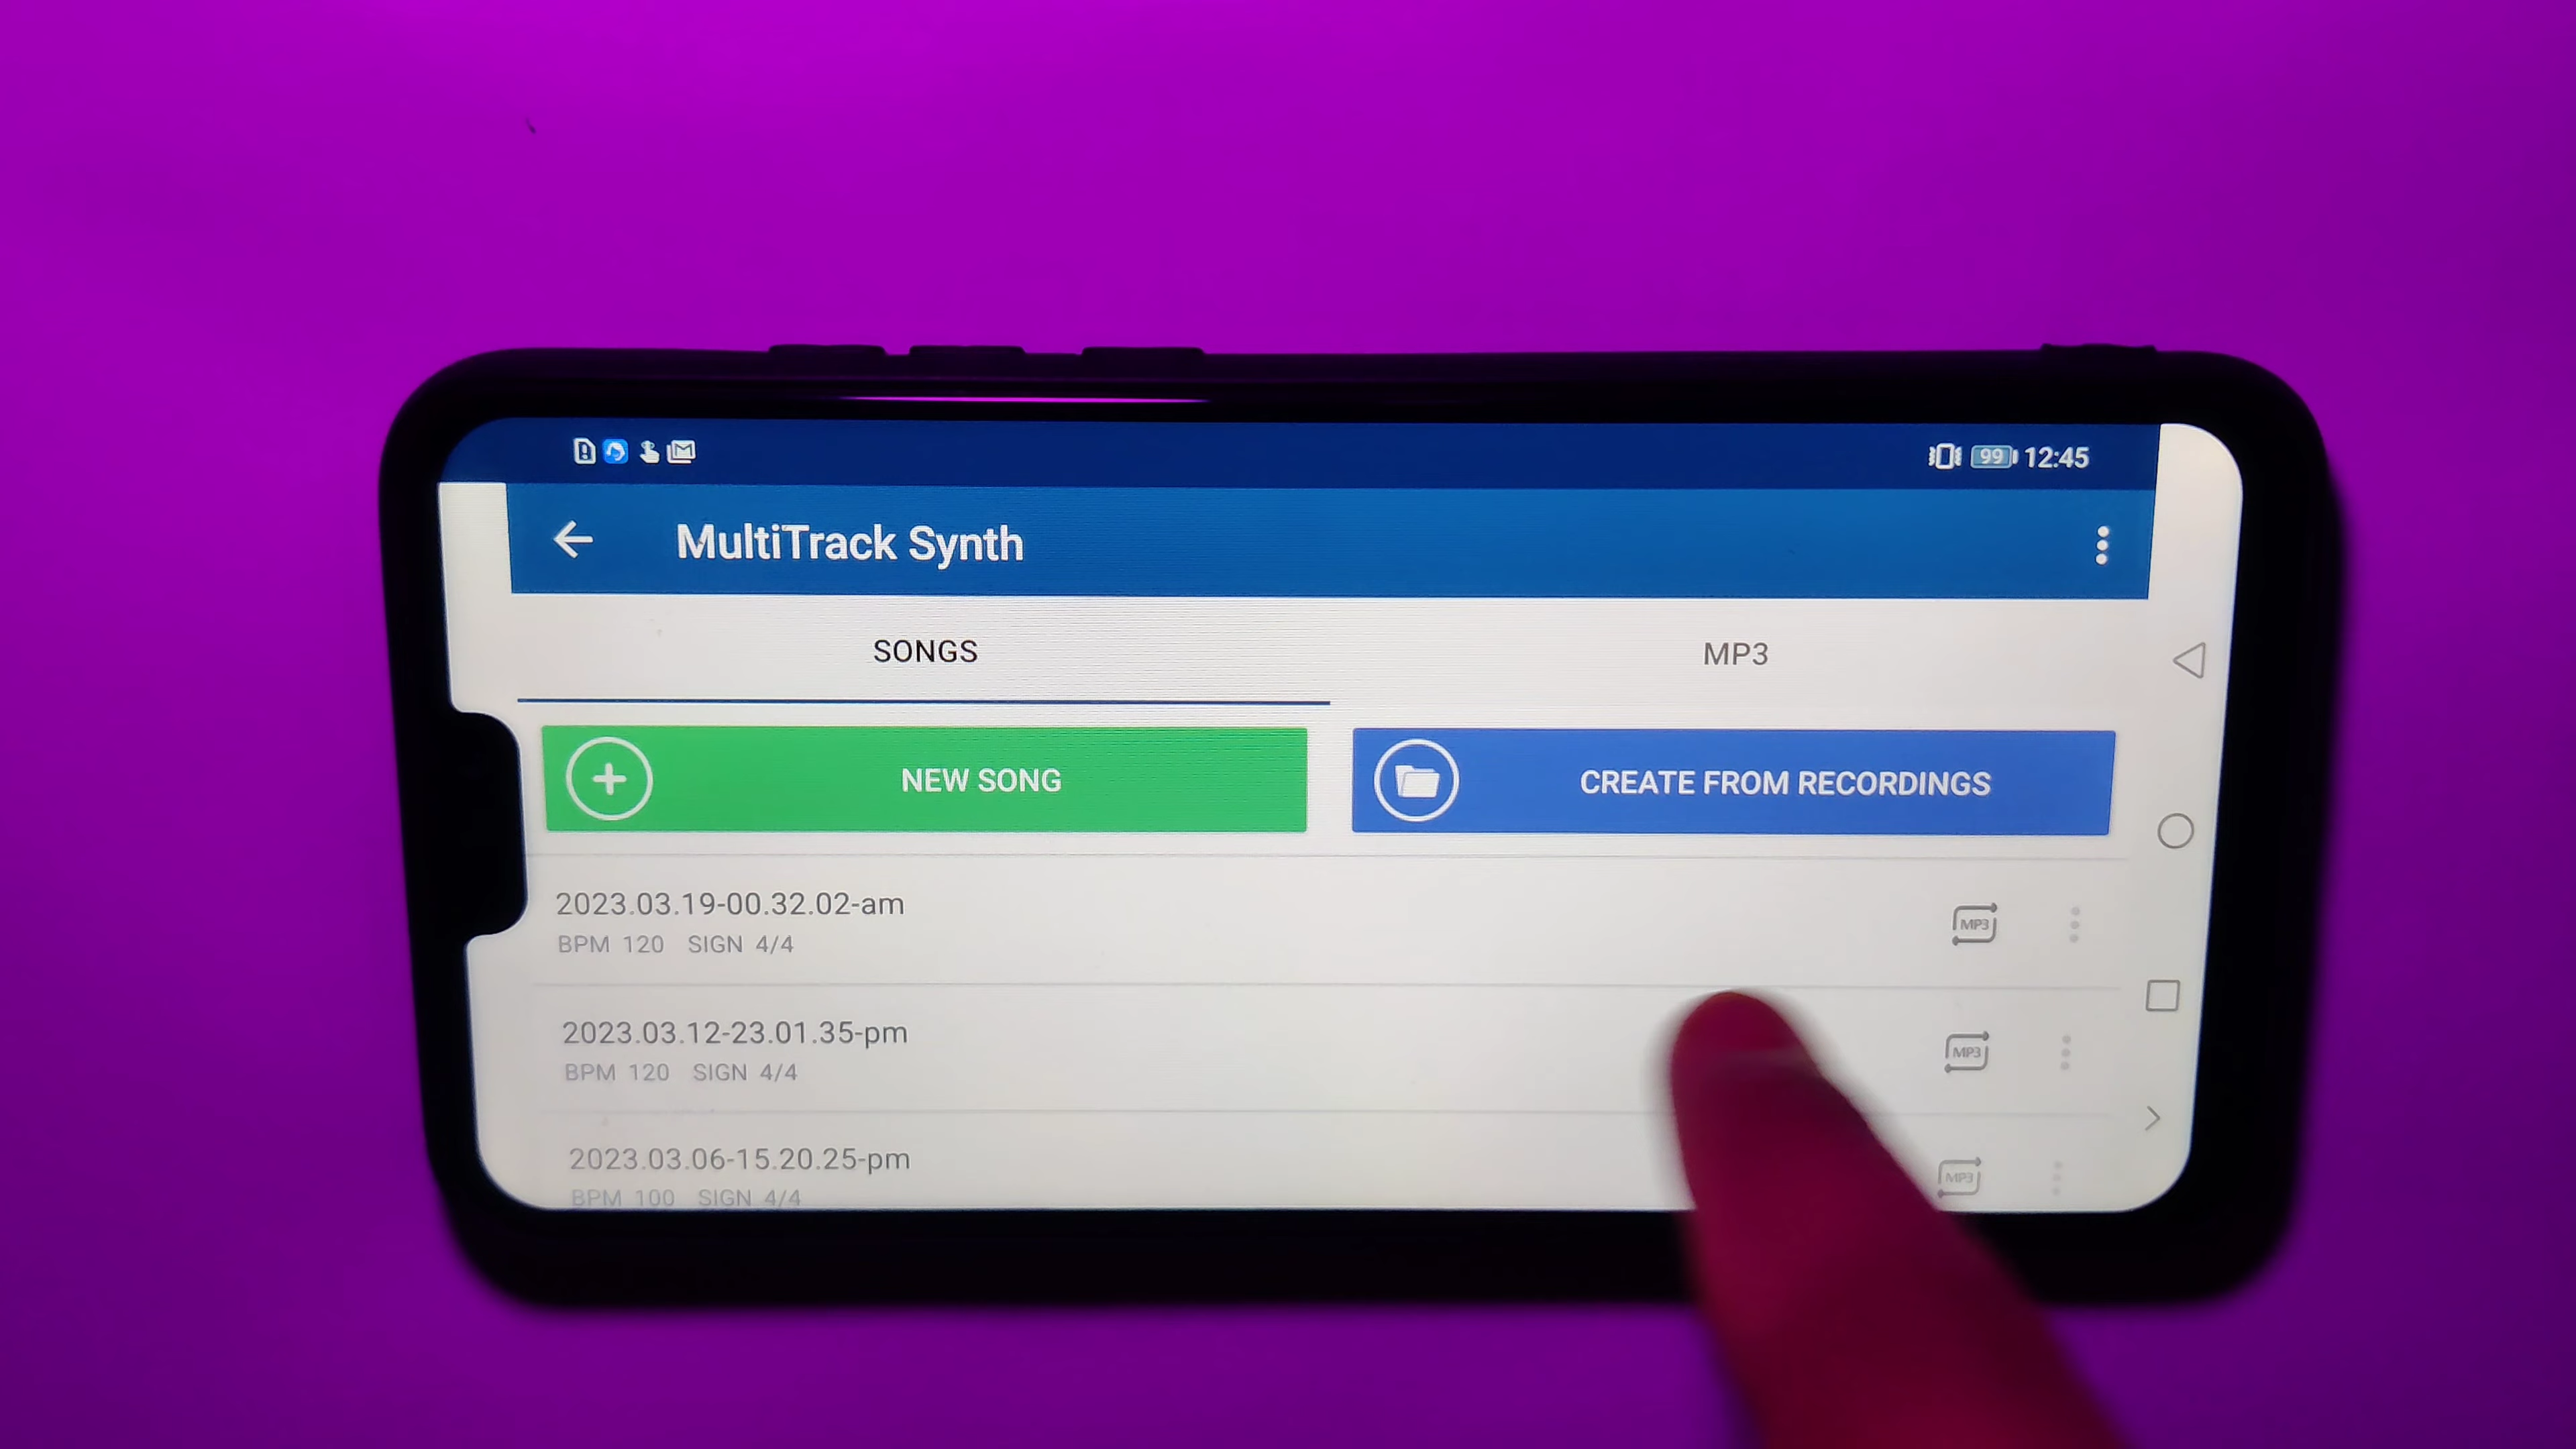 99 12:45
MultiTrack Synth
SONGS
MP3
NEW SONG
CREATE FROM RECORDINGS
2023.03.19-00.32.02-am
BPM 120 SIGN 4/4
MP3
2023.03.12-23.01.35-pm
BPM 120 SIGN 4/4
MP3
2023.03.06-15.20.25-pm
BPM 100 SIGN 4/4
MP3